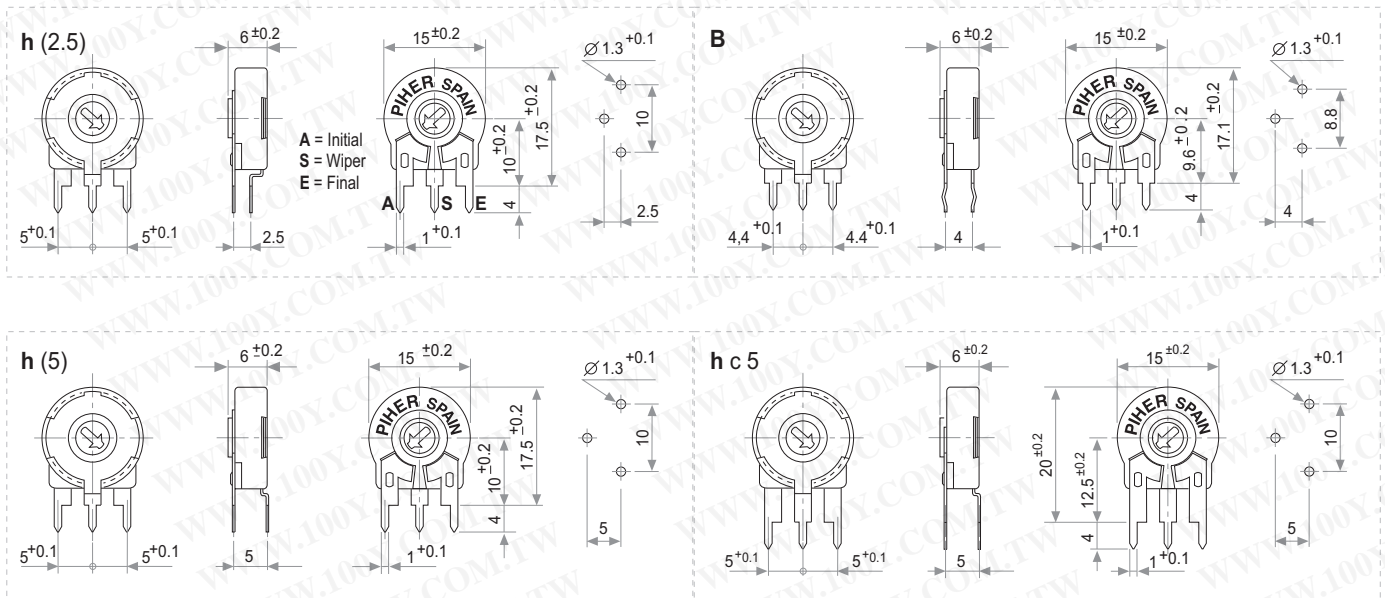 h (2.5)
6 ±0.2
15 ±0.2
Ø 1.3 +0.1
PIHER SPAIN
A = Initial
S = Wiper
E = Final
10 ±0.2
17.5 ±0.2
10
A
S
E
4
2.5
5 +0.1
5 +0.1
2.5
1 +0.1
B
6 ±0.2
15 ±0.2
Ø 1.3 +0.1
PIHER SPAIN
9.6 ±0.2
17.1 ±0.2
8.8
4
4
4,4 +0.1
4.4 +0.1
4
1 +0.1
h (5)
6 ±0.2
15 ±0.2
Ø 1.3 +0.1
PIHER SPAIN
10 ±0.2
17.5 ±0.2
10
4
5
5 +0.1
5 +0.1
5
1 +0.1
h c 5
6 ±0.2
15 ±0.2
Ø 1.3 +0.1
PIHER SPAIN
20 ±0.2
12.5 ±0.2
10
4
5
5 +0.1
5 +0.1
5
1 +0.1
WWW.100Y.COM.TW